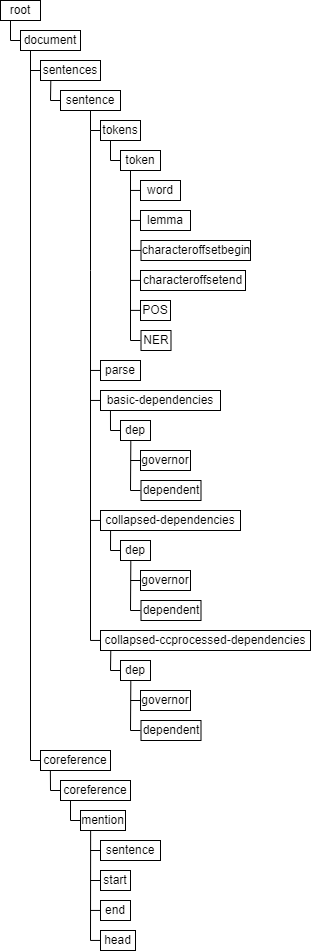 root
document
sentences
sentence
tokens
token
word
lemma
characteroffsetbegin
characteroffsetend
POS
NER
parse
basic-dependencies
dep
governor
dependent
collapsed-dependencies
dep
governor
dependent
collapsed-ccprocessed-dependencies
dep
governor
dependent
coreference
coreference
mention
sentence
start
end
head